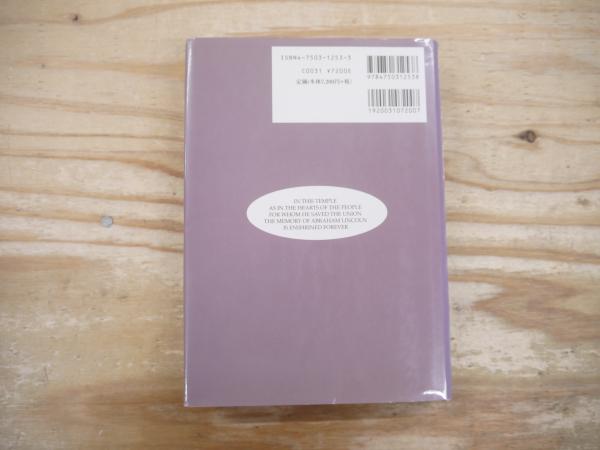 ISBN4-7503-1253-3
C0031 ¥7200E
定価(本体7,200円+税)
9784750312538
1920031072007
IN THIS TEMPLE
AS IN THE HEARTS OF THE PEOPLE
FOR WHOM HE SAVED THE UNION
THE MEMORY OF ABRAHAM LINCOLN
IS ENSHRINED FOREVER